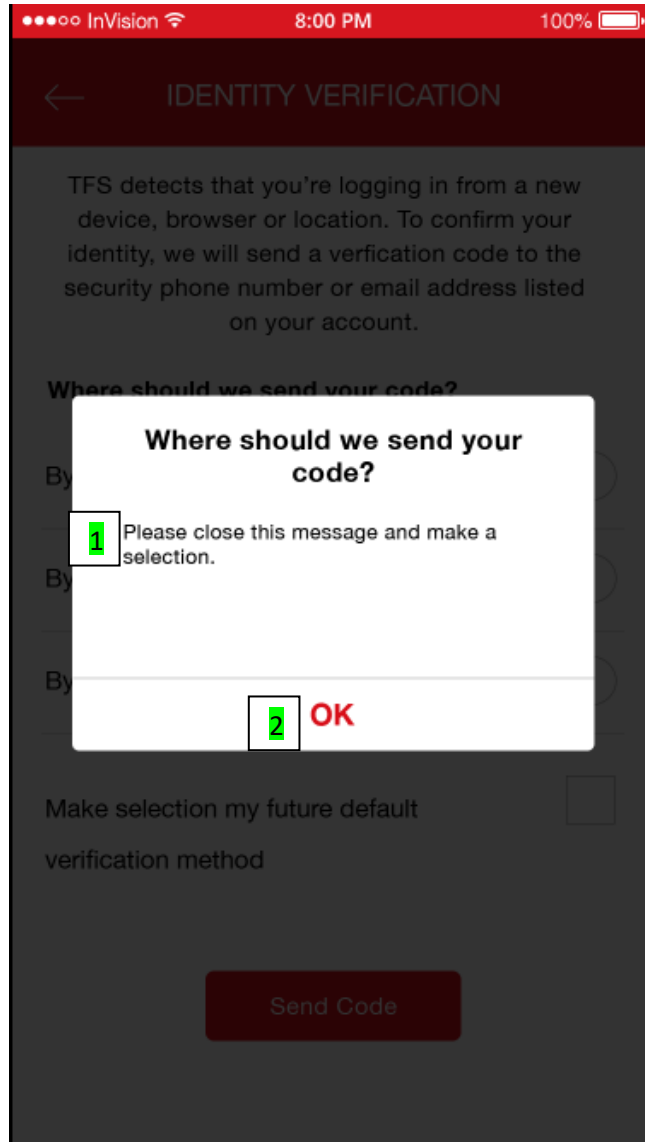 InVision 8:00 PM 100%
IDENTITY VERIFICATION
TFS detects that you're logging in from a new
device, browser or location. To confirm your
identity, we will send a verfication code to the
security phone number or email address listed
on your account.
Where should we send your code?
Where should we send your
code?
By
1 Please close this message and make a
selection.
By
By
2 OK
Make selection my future default
verification method
Send Code